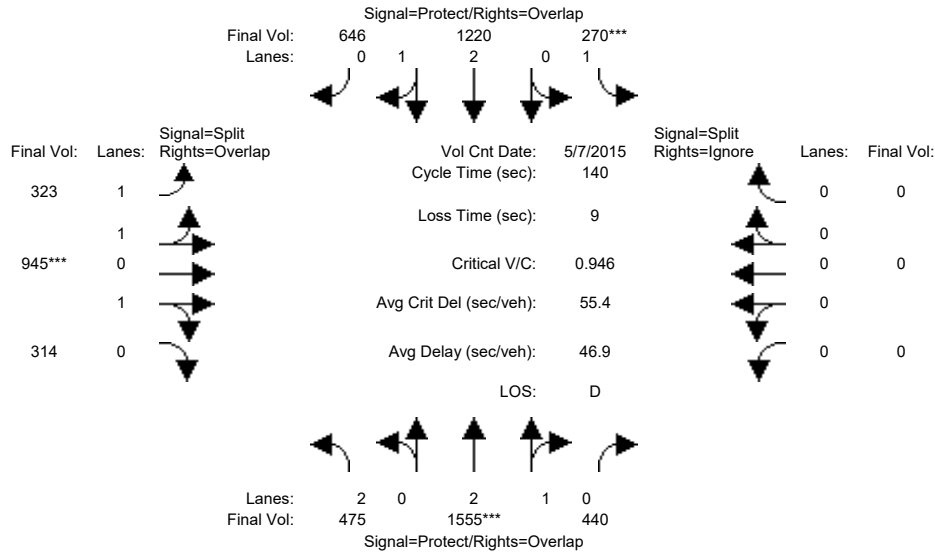 Signal=Protect/Rights=Overlap
Final Vol: 646 1220 270***
Lanes: 0 1 2 0 1
Signal=Split
Final Vol: Lanes: Rights=Overlap
Vol Cnt Date: 5/7/2015
Signal=Split
Rights=Ignore Lanes: Final Vol:
Cycle Time (sec): 140
323 1 0 0
Loss Time (sec): 9
1 0
945*** 0 Critical V/C: 0.946 0 0
1 Avg Crit Del (sec/veh): 55.4 0
314 0 Avg Delay (sec/veh): 46.9 0 0
LOS: D
Lanes: 2 0 2 1 0
Final Vol: 475 1555*** 440
Signal=Protect/Rights=Overlap